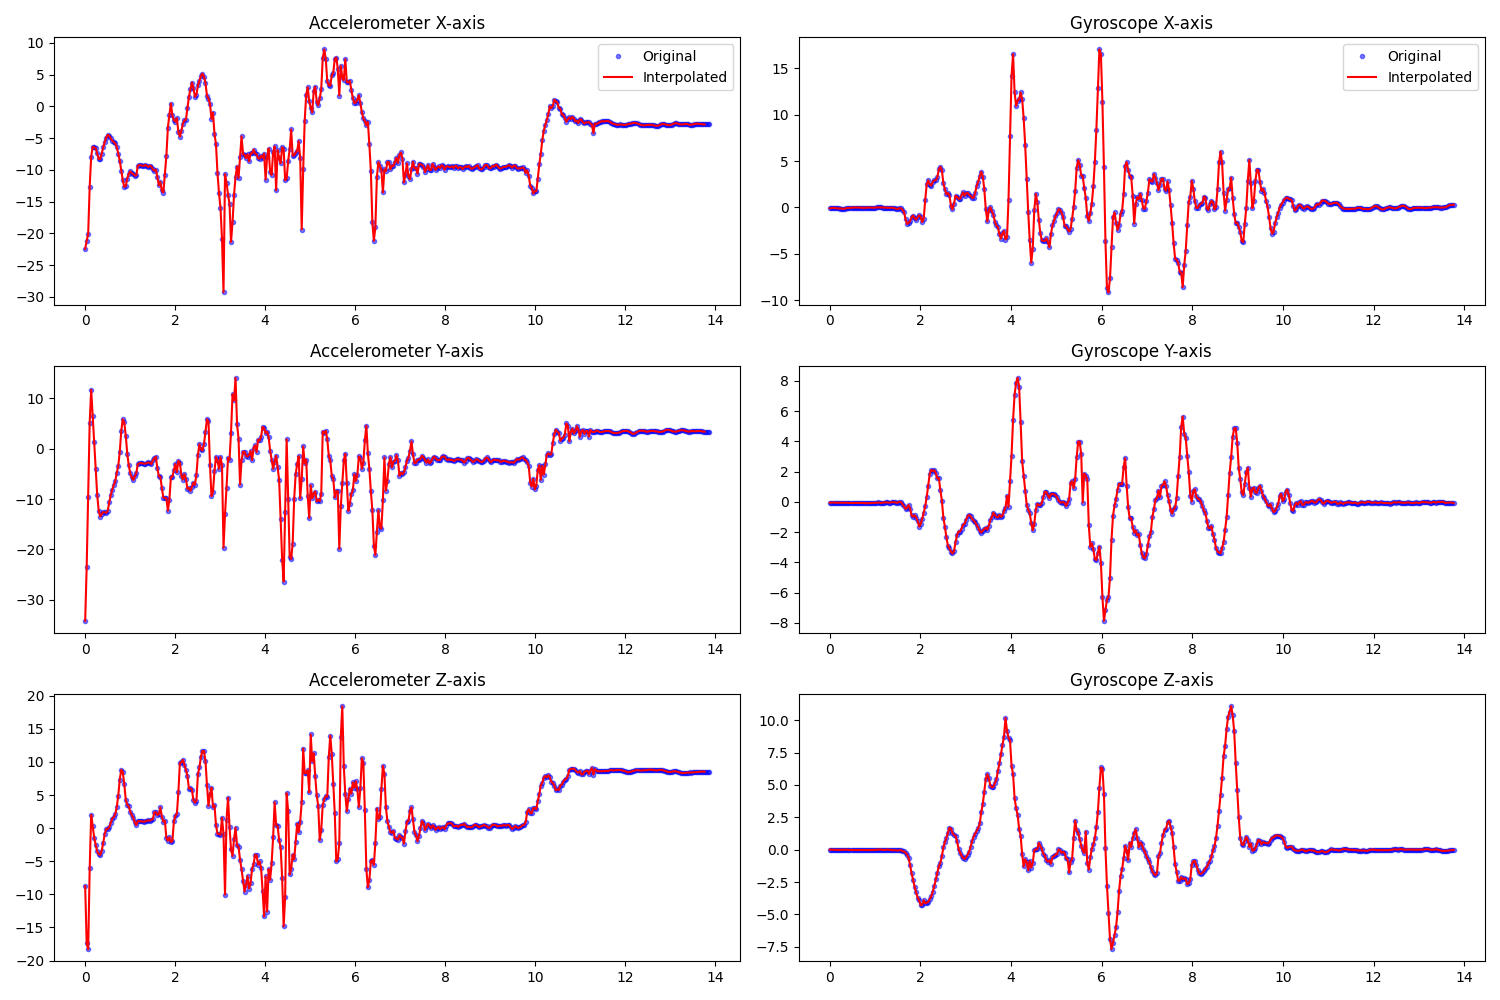 Accelerometer X-axis
10
5
0
−5
−10
−15
−20
−25
−30
0 2 4 6 8 10 12 14
Original
Interpolated
Gyroscope X-axis
15
10
5
0
−5
−10
0 2 4 6 8 10 12 14
Original
Interpolated
Accelerometer Y-axis
10
0
−10
−20
−30
0 2 4 6 8 10 12 14
Gyroscope Y-axis
8
6
4
2
0
−2
−4
−6
−8
0 2 4 6 8 10 12 14
Accelerometer Z-axis
20
15
10
5
0
−5
−10
−15
−20
0 2 4 6 8 10 12 14
Gyroscope Z-axis
10.0
7.5
5.0
2.5
0.0
−2.5
−5.0
−7.5
0 2 4 6 8 10 12 14